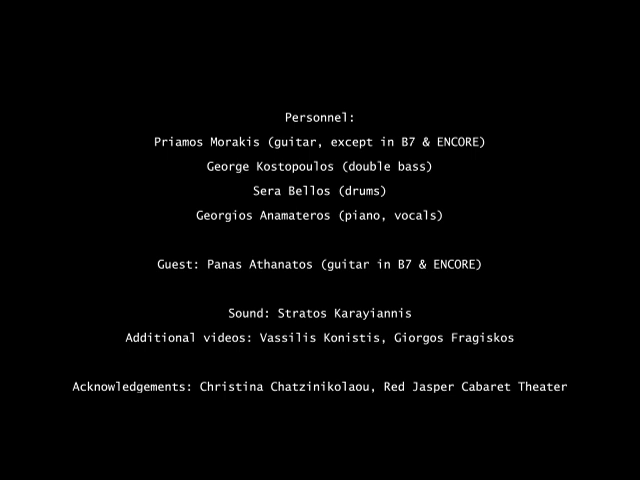 Personnel:
Priamos Morakis (guitar, except in B7 & ENCORE)
George Kostopoulos (double bass)
Sera Bellos (drums)
Georgios Anamateros (piano, vocals)
Guest: Panas Athanatos (guitar in B7 & ENCORE)
Sound: Stratos Karayiannis
Additional videos: Vassilis Konistis, Giorgos Fragiskos
Acknowledgements: Christina Chatzinikolaou, Red Jasper Cabaret Theater